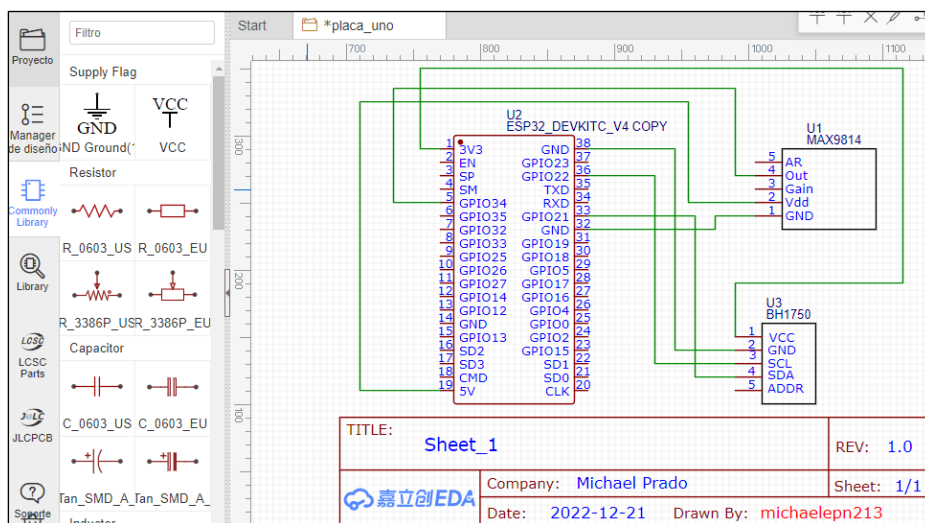 Start
*placa_uno
Filtro
Proyecto
Manager
de diseño
Commonly
Library
Library
LCSC
LCSC
Parts
JLCPCB
Soporte
Supply Flag
GND
VCC
VCC
Resistor
R_0603_US R_0603_EU
R_3386P_US R_3386P_EU
Capacitor
C_0603_US C_0603_EU
Tan_SMD_A_ Tan_SMD_A_
700 800 900 1000 1100
300
200
100
U2
ESP32_DEVKITC_V4 COPY
1 3V3 GND 38
2 EN GPIO23 37
3 SP GPIO22 36
4 SM TXD 35
5 GPIO34 RXD 34
6 GPIO35 GPIO21 33
7 GPIO32 GND 32
8 GPIO33 GPIO19 31
9 GPIO25 GPIO18 30
10 GPIO26 GPIO5 29
11 GPIO27 GPIO17 28
12 GPIO14 GPIO16 27
13 GPIO12 GPIO4 26
14 GND GPIO0 25
15 GPIO13 GPIO2 24
16 SD2 GPIO15 23
17 SD3 SD1 22
18 CMD SD0 21
19 5V CLK 20
U1
MAX9814
5 AR
4 Out
3 Gain
2 Vdd
1 GND
U3
BH1750
1 VCC
2 GND
3 SCL
4 SDA
5 ADDR
TITLE:
Sheet_1
REV: 1.0
嘉立创EDA
Company: Michael Prado
Sheet: 1/1
Date: 2022-12-21 Drawn By: michaelepn213